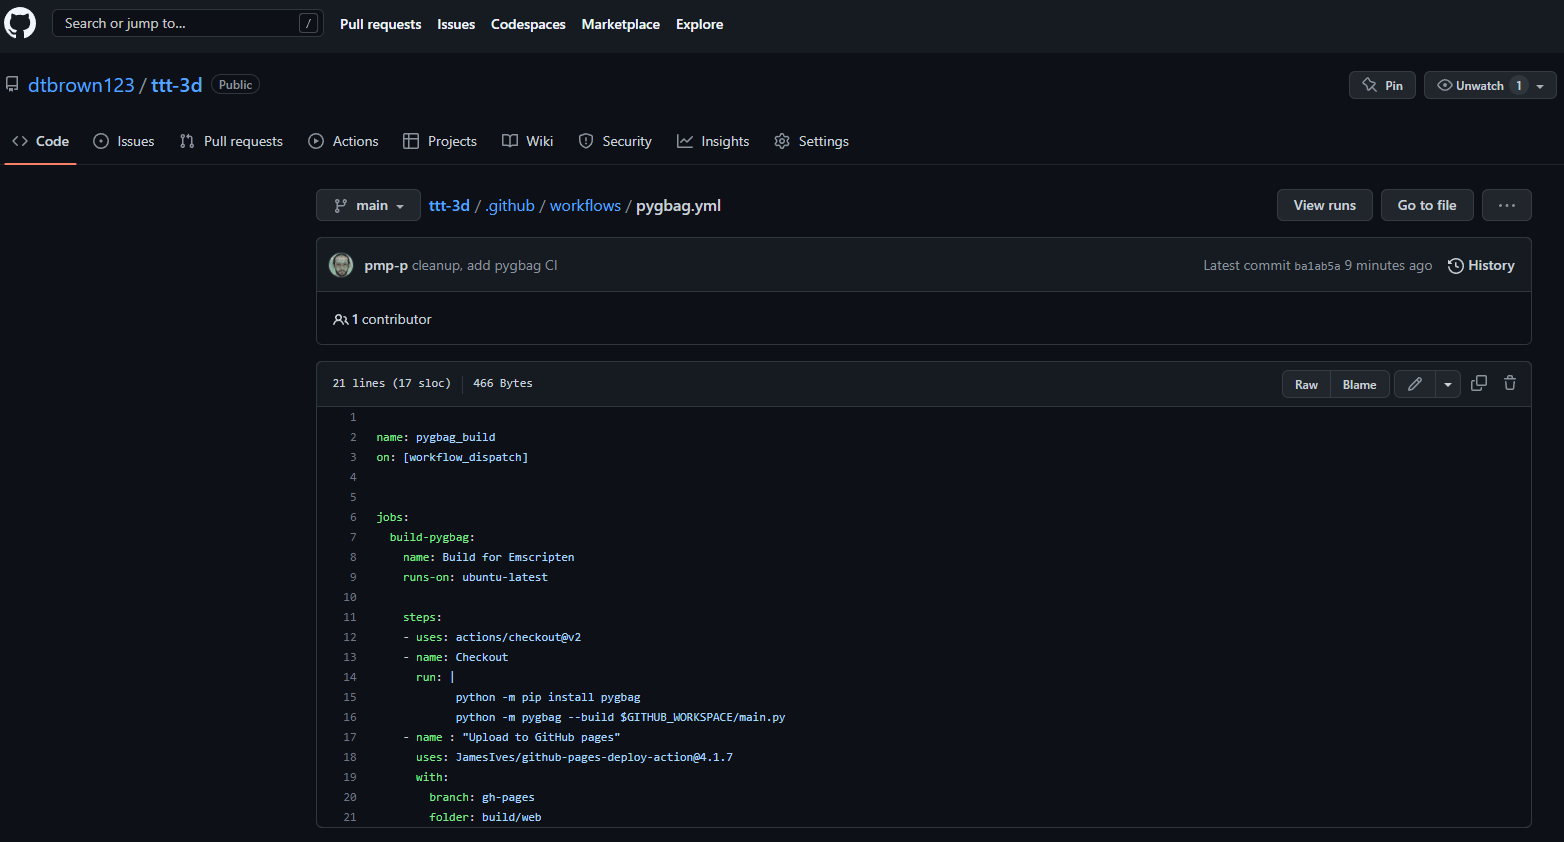 Search or jump to... /
Pull requests Issues Codespaces Marketplace Explore
dtbrown123 / ttt-3d Public
Pin Unwatch 1
Code Issues Pull requests Actions Projects Wiki Security Insights Settings
main ttt-3d / .github / workflows / pygbag.yml View runs Go to file ...
pmp-p cleanup, add pygbag CI Latest commit ba1ab5a 9 minutes ago History
1 contributor
21 lines (17 sloc) 466 Bytes Raw Blame
1
2 name: pygbag_build
3 on: [workflow_dispatch]
4
5
6 jobs:
7 build-pygbag:
8 name: Build for Emscripten
9 runs-on: ubuntu-latest
10
11 steps:
12 - uses: actions/checkout@v2
13 - name: Checkout
14 run: |
15 python -m pip install pygbag
16 python -m pygbag --build $GITHUB_WORKSPACE/main.py
17 - name : "Upload to GitHub pages"
18 uses: JamesIves/github-pages-deploy-action@4.1.7
19 with:
20 branch: gh-pages
21 folder: build/web